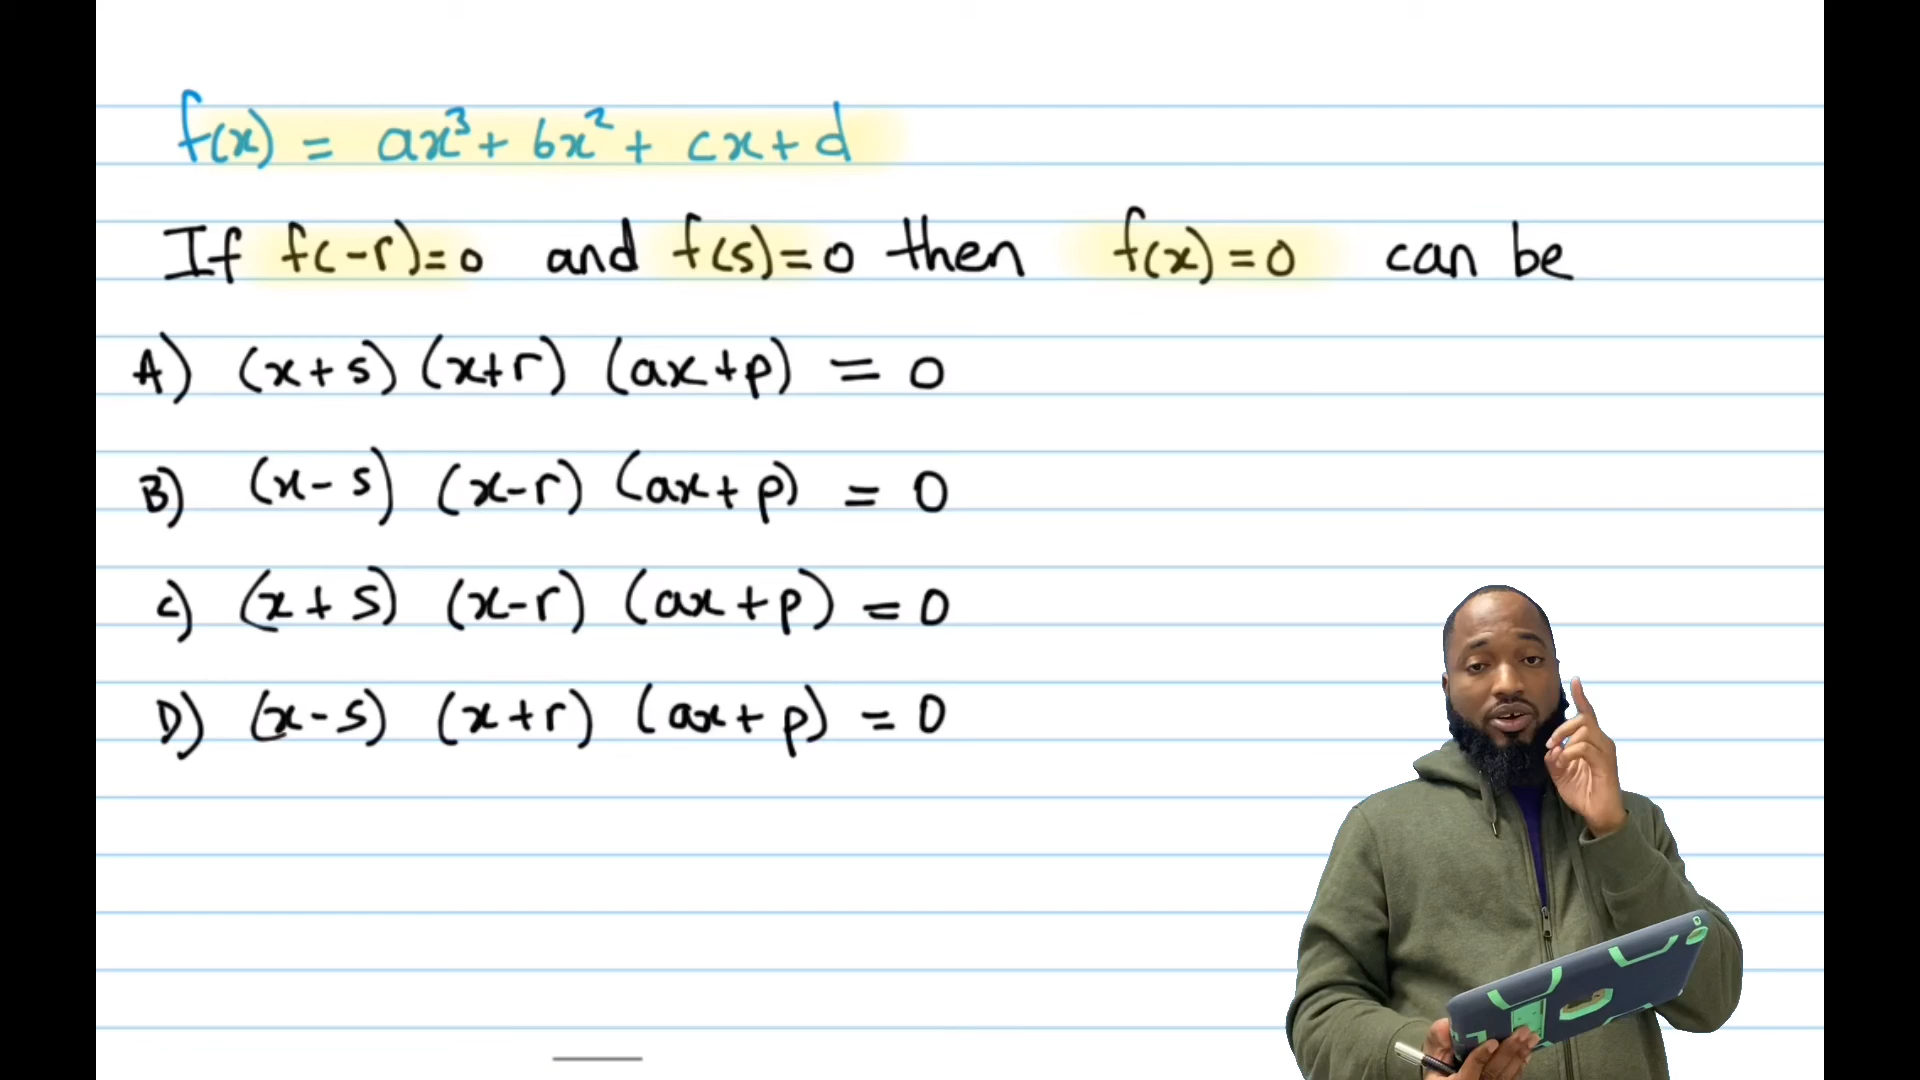 f(x) = ax³ + bx² + cx + d
If f(-r)=0 and f(s)=0 then f(x)=0 can be
A) (x+s) (x+r) (ax+p) = 0
B) (x-s) (x-r) (ax+p) = 0
C) (x+s) (x-r) (ax+p) = 0
D) (x-s) (x+r) (ax+p) = 0